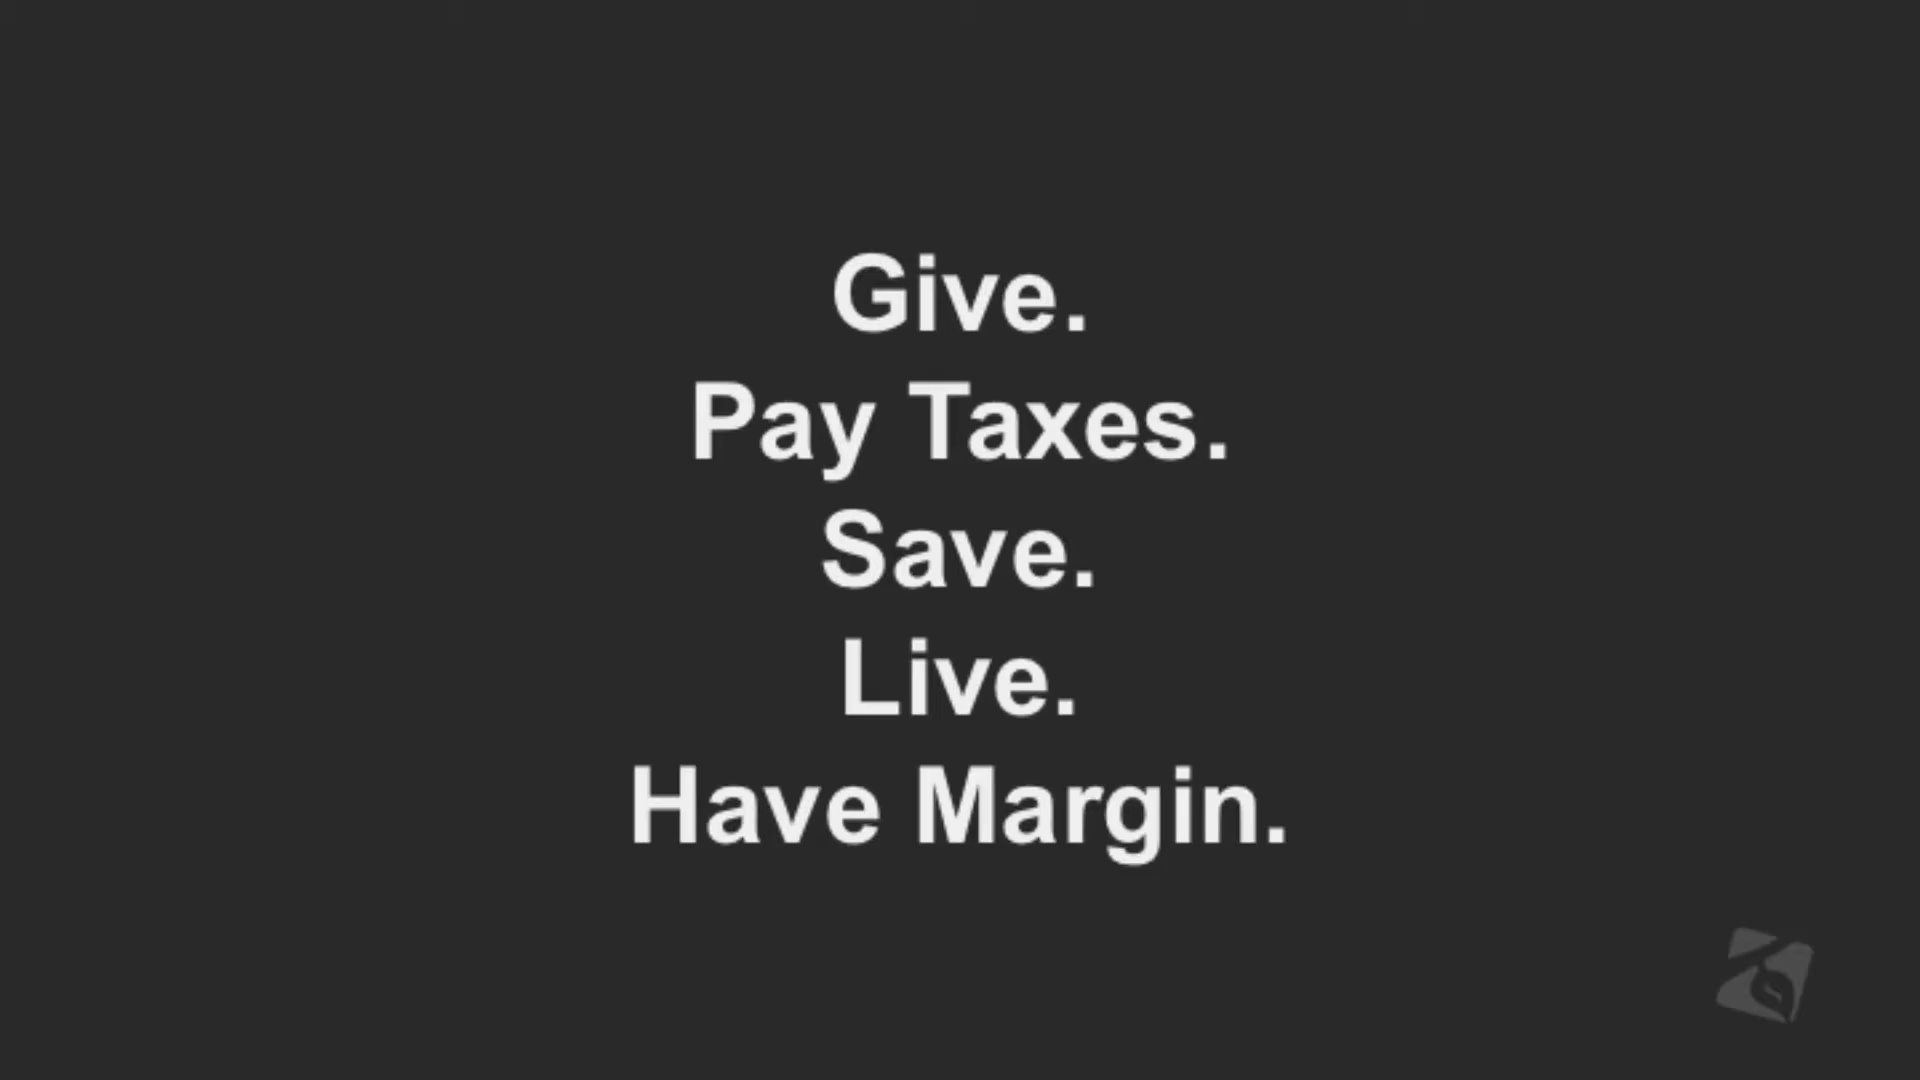 Give.
Pay Taxes.
Save.
Live.
Have Margin.